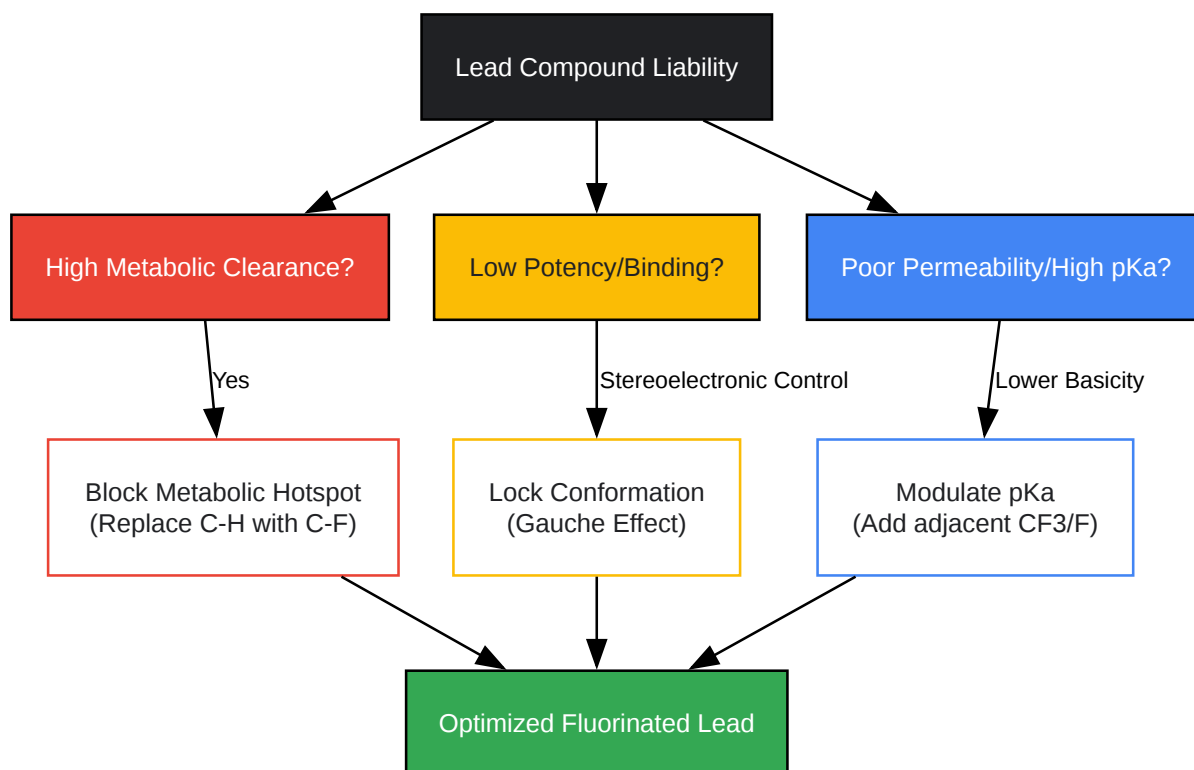 Lead Compound Liability
High Metabolic Clearance?
Low Potency/Binding?
Poor Permeability/High pKa?
Yes
Stereoelectronic Control
Lower Basicity
Block Metabolic Hotspot
(Replace C-H with C-F)
Lock Conformation
(Gauche Effect)
Modulate pKa
(Add adjacent CF3/F)
Optimized Fluorinated Lead